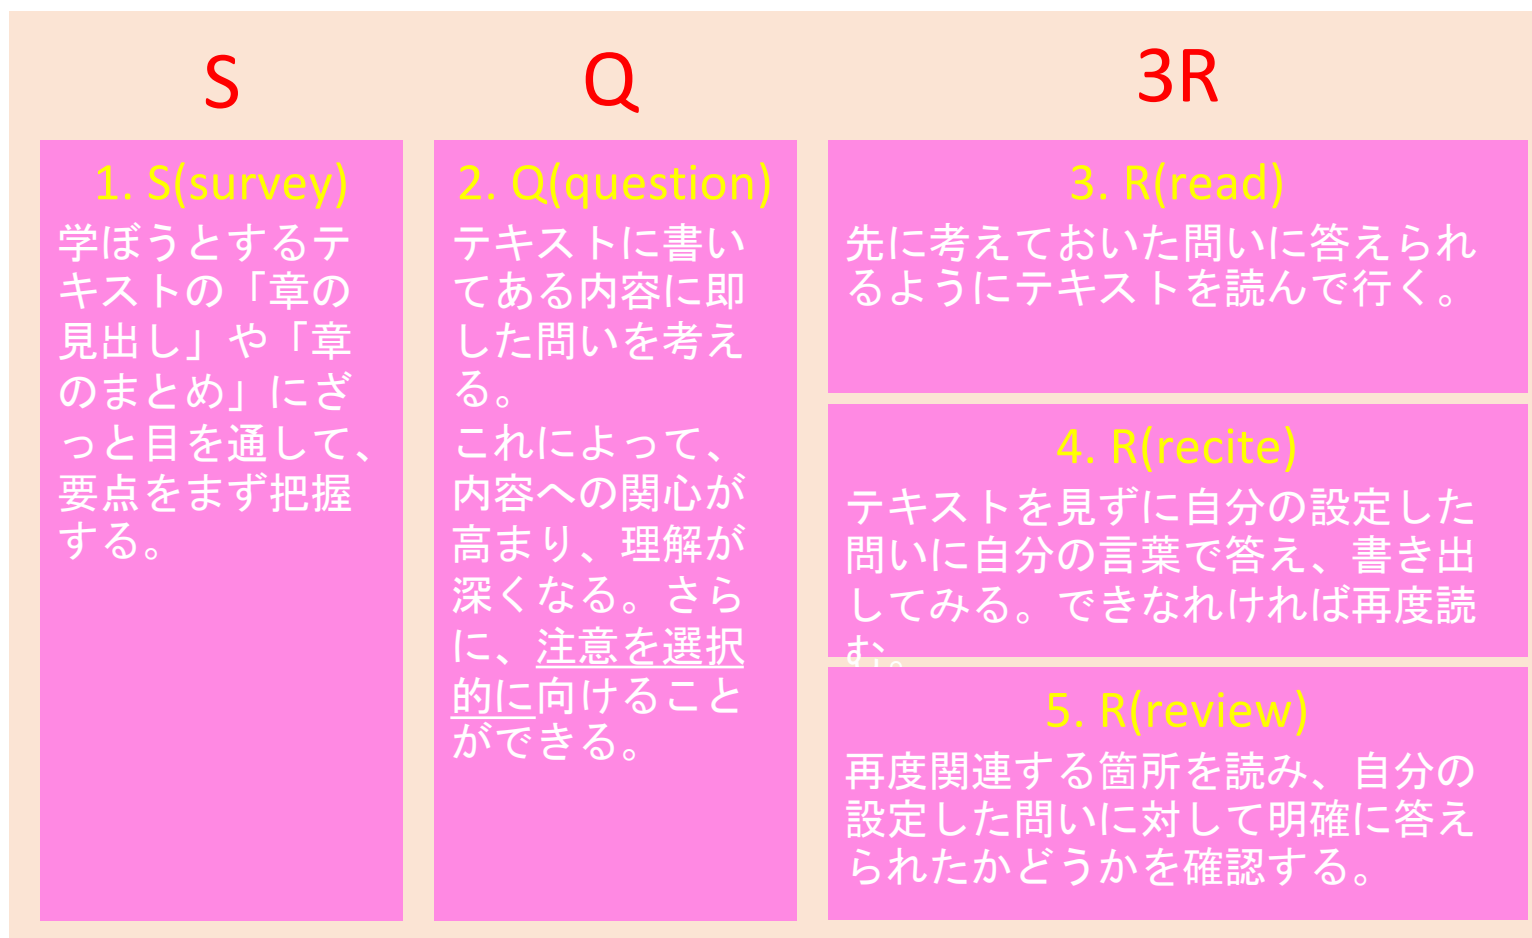 S
Q
3R
1. S(survey)
学ぼうとするテ
キストの「章の
見出し」や「章
のまとめ」にざ
っと目を通して、
要点をまず把握
する。
2. Q(question)
テキストに書い
てある内容に即
した問いを考え
る。
これによって、
内容への関心が
高まり、理解が
深くなる。さら
に、注意を選択
的に向けること
ができる。
3. R(read)
先に考えておいた問いに答えられ
るようにテキストを読んで行く。
4. R(recite)
テキストを見ずに自分の設定した
問いに自分の言葉で答え、書き出
してみる。できなれければ再度読
む。
5. R(review)
再度関連する箇所を読み、自分の
設定した問いに対して明確に答え
られたかどうかを確認する。